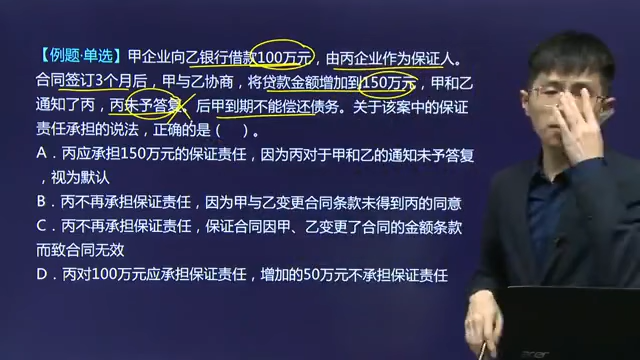 【例题·单选】甲企业向乙银行借款100万元，由丙企业作为保证人。
合同签订3个月后，甲与乙协商，将贷款金额增加到150万元，甲和乙
通知了丙，丙未予答复。后甲到期不能偿还债务。关于该案中的保证
责任承担的说法，正确的是（ ）。
A．丙应承担150万元的保证责任，因为丙对于甲和乙的通知未予答复
，视为默认
B．丙不再承担保证责任，因为甲与乙变更合同条款未得到丙的同意
C．丙不再承担保证责任，保证合同因甲、乙变更了合同的金额条款
而致合同无效
D．丙对100万元应承担保证责任，增加的50万元不承担保证责任
acer